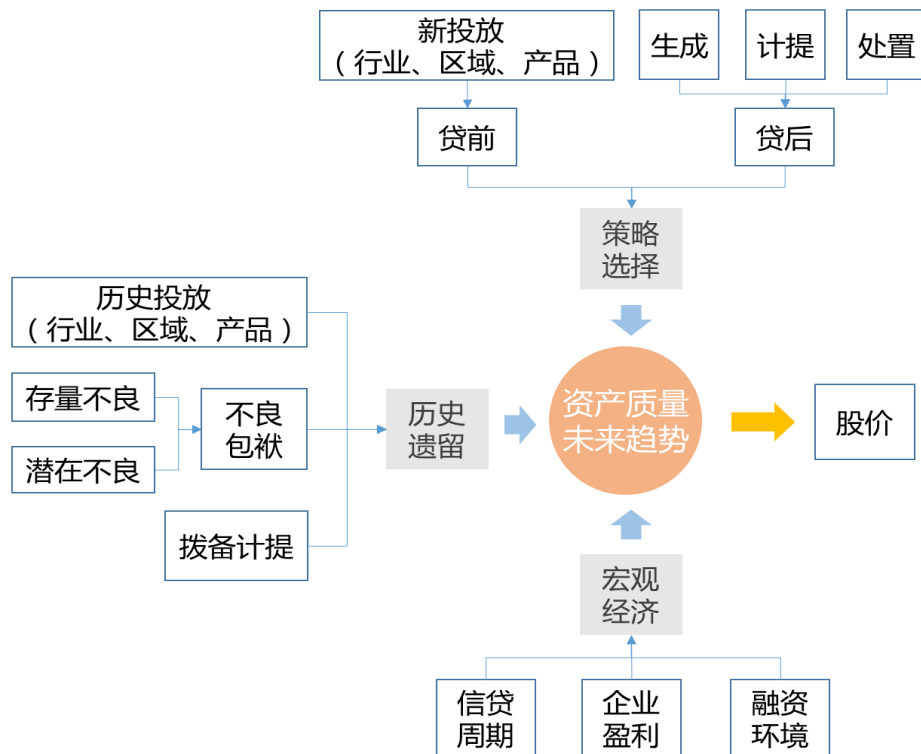 新投放
（行业、区域、产品）
生成
计提
处置
贷前
贷后
策略
选择
历史投放
（行业、区域、产品）
存量不良
不良
包袱
潜在不良
历史
遗留
资产质量
未来趋势
股价
拨备计提
宏观
经济
信贷
周期
企业
盈利
融资
环境